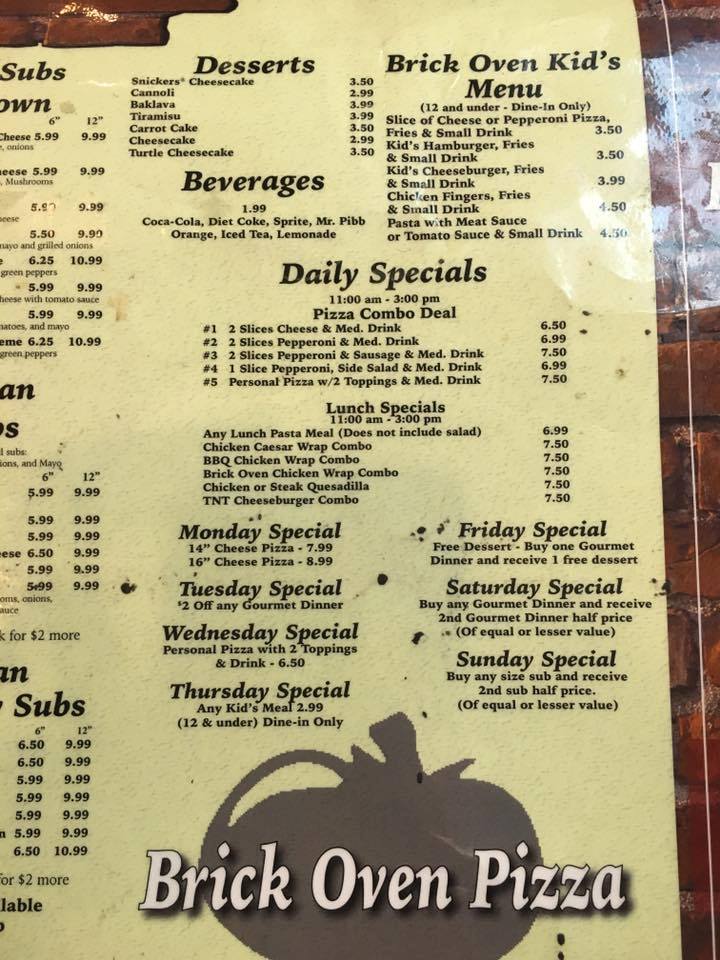 Subs
own
6" 12"
Cheese 5.99 9.99
, onions
eese 5.99 9.99
, Mushrooms
5.99 9.99
heese
5.50 9.99
mayo and grilled onions
e 6.25 10.99
green peppers
5.99 9.99
heese with tomato sauce
5.99 9.99
matoes, and mayo
eme 6.25 10.99
green peppers
an
os
l subs:
ions, and Mayo
6" 12"
5.99 9.99
5.99 9.99
5.99 9.99
ese 6.50 9.99
5.99 9.99
5.99 9.99
oms, onions,
auce
k for $2 more
an
y Subs
6" 12"
6.50 9.99
6.50 9.99
5.99 9.99
5.99 9.99
5.99 9.99
n 5.99 9.99
6.50 10.99
for $2 more
lable
Desserts
Snickers® Cheesecake 3.50
Cannoli 2.99
Baklava 3.99
Tiramisu 3.99
Carrot Cake 3.50
Cheesecake 2.99
Turtle Cheesecake 3.50
Beverages
1.99
Coca-Cola, Diet Coke, Sprite, Mr. Pibb
Orange, Iced Tea, Lemonade
Brick Oven Kid's
Menu
(12 and under - Dine-In Only)
Slice of Cheese or Pepperoni Pizza,
Fries & Small Drink 3.50
Kid's Hamburger, Fries
& Small Drink 3.50
Kid's Cheeseburger, Fries
& Small Drink 3.99
Chicken Fingers, Fries
& Small Drink 4.50
Pasta with Meat Sauce
or Tomato Sauce & Small Drink 4.50
Daily Specials
11:00 am - 3:00 pm
Pizza Combo Deal
#1 2 Slices Cheese & Med. Drink 6.50
#2 2 Slices Pepperoni & Med. Drink 6.99
#3 2 Slices Pepperoni & Sausage & Med. Drink 7.50
#4 1 Slice Pepperoni, Side Salad & Med. Drink 6.99
#5 Personal Pizza w/2 Toppings & Med. Drink 7.50
Lunch Specials
11:00 am - 3:00 pm
Any Lunch Pasta Meal (Does not include salad) 6.99
Chicken Caesar Wrap Combo 7.50
BBQ Chicken Wrap Combo 7.50
Brick Oven Chicken Wrap Combo 7.50
Chicken or Steak Quesadilla 7.50
TNT Cheeseburger Combo 7.50
Monday Special
14" Cheese Pizza - 7.99
16" Cheese Pizza - 8.99
Tuesday Special
$2 Off any Gourmet Dinner
Wednesday Special
Personal Pizza with 2 Toppings
& Drink - 6.50
Thursday Special
Any Kid's Meal 2.99
(12 & under) Dine-in Only
Friday Special
Free Dessert - Buy one Gourmet
Dinner and receive 1 free dessert
Saturday Special
Buy any Gourmet Dinner and receive
2nd Gourmet Dinner half price
(Of equal or lesser value)
Sunday Special
Buy any size sub and receive
2nd sub half price.
(Of equal or lesser value)
Brick Oven Pizza